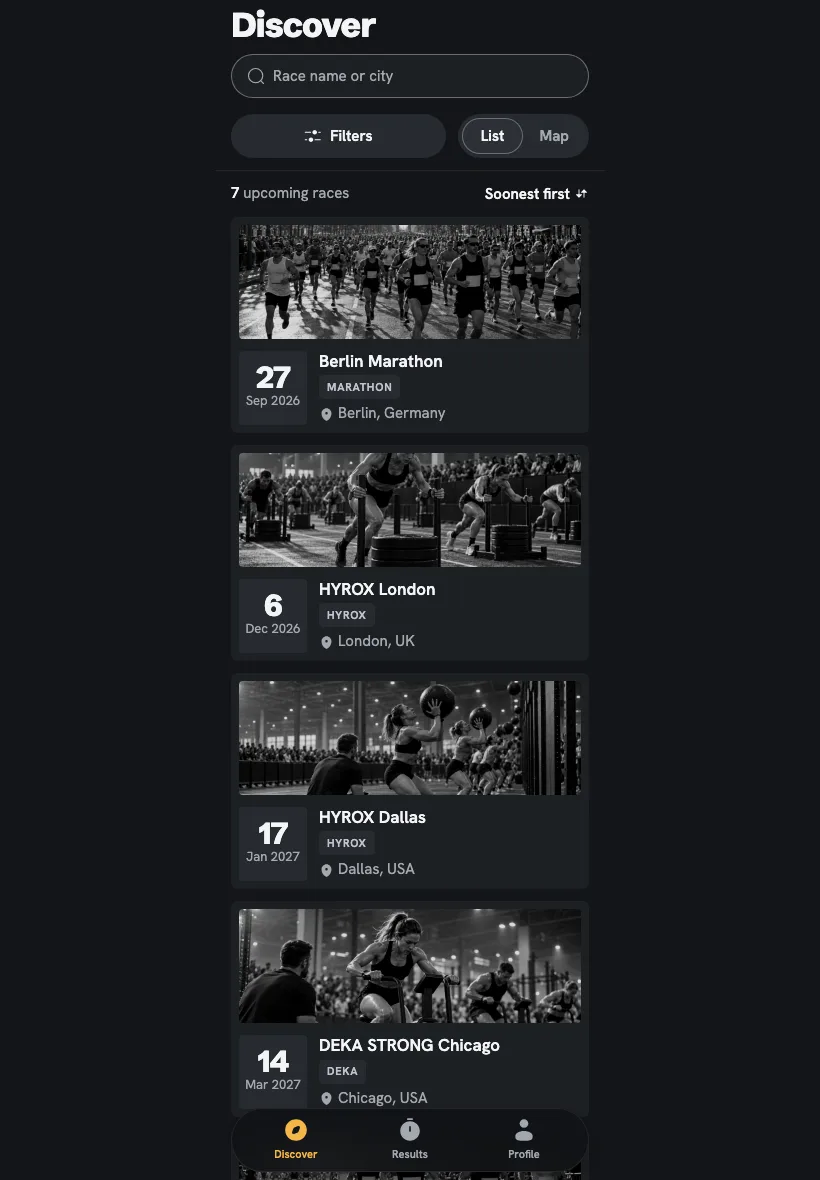 Discover
Race name or city
Filters
List
Map
7 upcoming races
Soonest first
27
Sep 2026
Berlin Marathon
MARATHON
Berlin, Germany
6
Dec 2026
HYROX London
HYROX
London, UK
17
Jan 2027
HYROX Dallas
HYROX
Dallas, USA
14
Mar 2027
DEKA STRONG Chicago
DEKA
Chicago, USA
Discover
Results
Profile